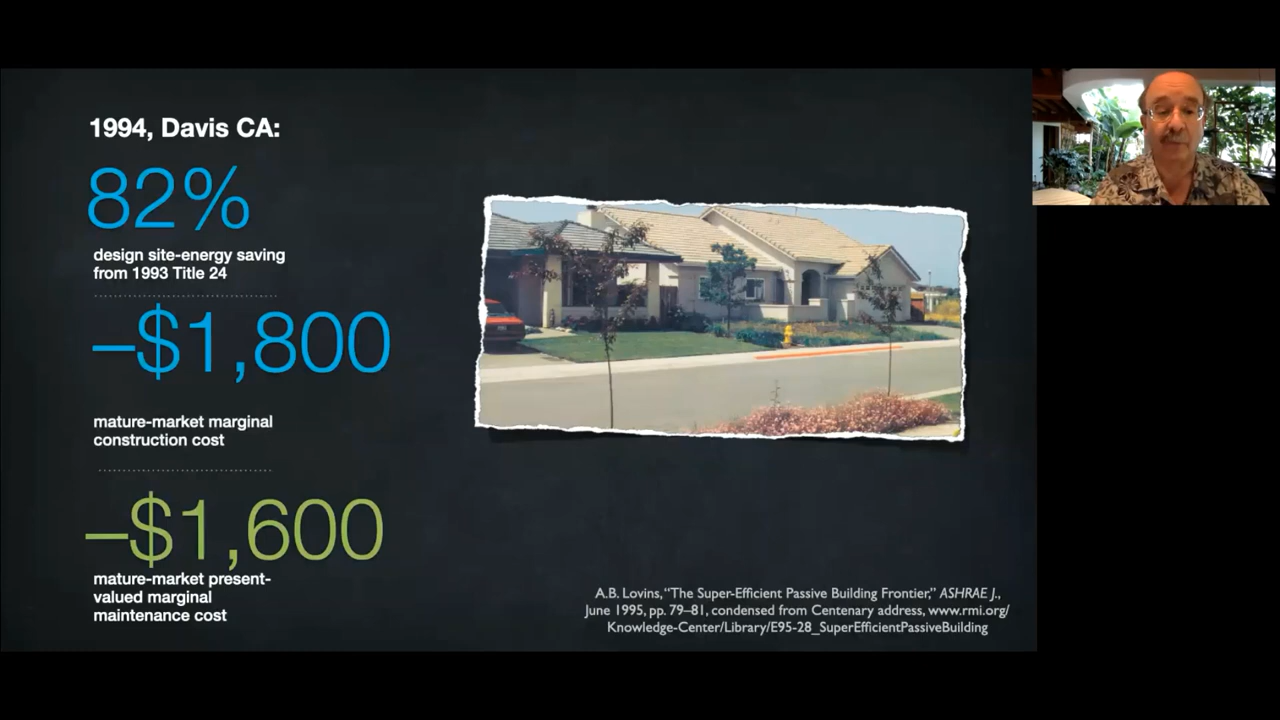 1994, Davis CA:
82%
design site-energy saving
from 1993 Title 24
–$1,800
mature-market marginal
construction cost
–$1,600
mature-market present-
valued marginal
maintenance cost
A.B. Lovins, “The Super-Efficient Passive Building Frontier,” ASHRAE J.,
June 1995, pp. 79–81, condensed from Centenary address, www.rmi.org/
Knowledge-Center/Library/E95-28_SuperEfficientPassiveBuilding